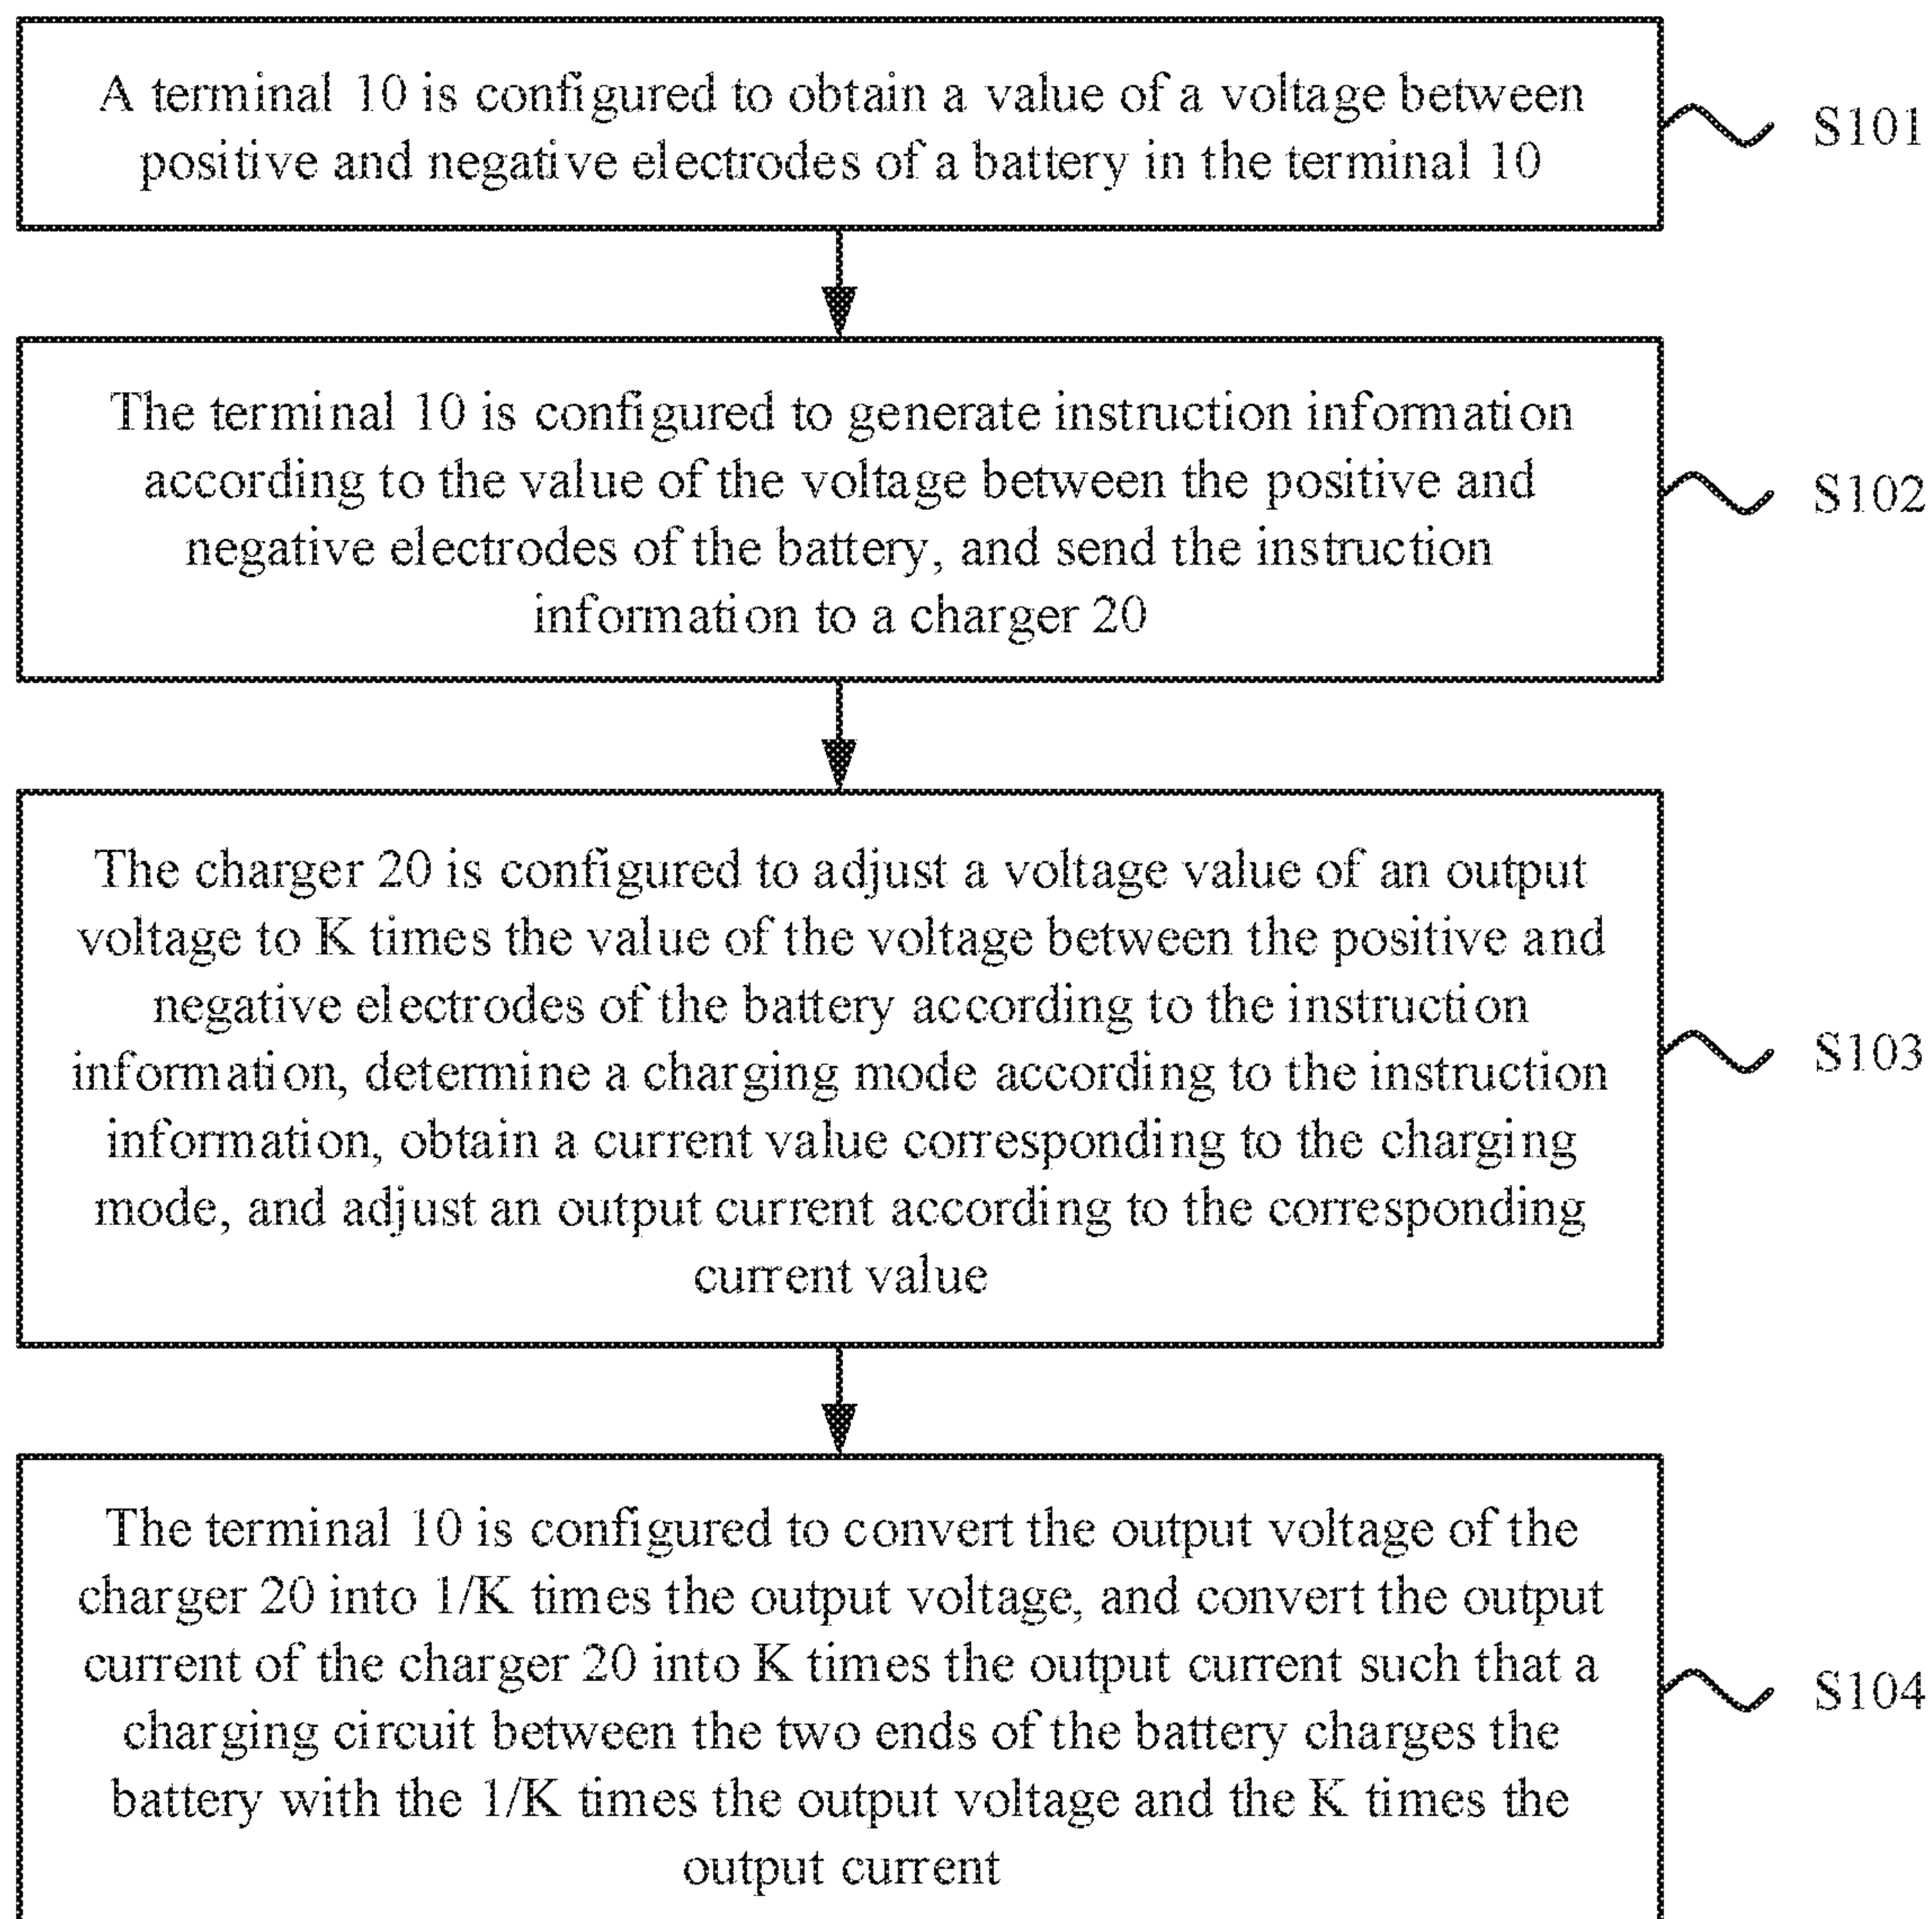 A terminal 10 is configured to obtain a value of a voltage between
positive and negative electrodes of a battery in the terminal 10
S101
The terminal 10 is configured to generate instruction information
according to the value of the voltage between the positive and
negative electrodes of the battery, and send the instruction
information to a charger 20
S102
The charger 20 is configured to adjust a voltage value of an output
voltage to K times the value of the voltage between the positive and
negative electrodes of the battery according to the instruction
information, determine a charging mode according to the instruction
information, obtain a current value corresponding to the charging
mode, and adjust an output current according to the corresponding
current value
S103
The terminal 10 is configured to convert the output voltage of the
charger 20 into 1/K times the output voltage, and convert the output
current of the charger 20 into K times the output current such that a
charging circuit between the two ends of the battery charges the
battery with the 1/K times the output voltage and the K times the
output current
S104